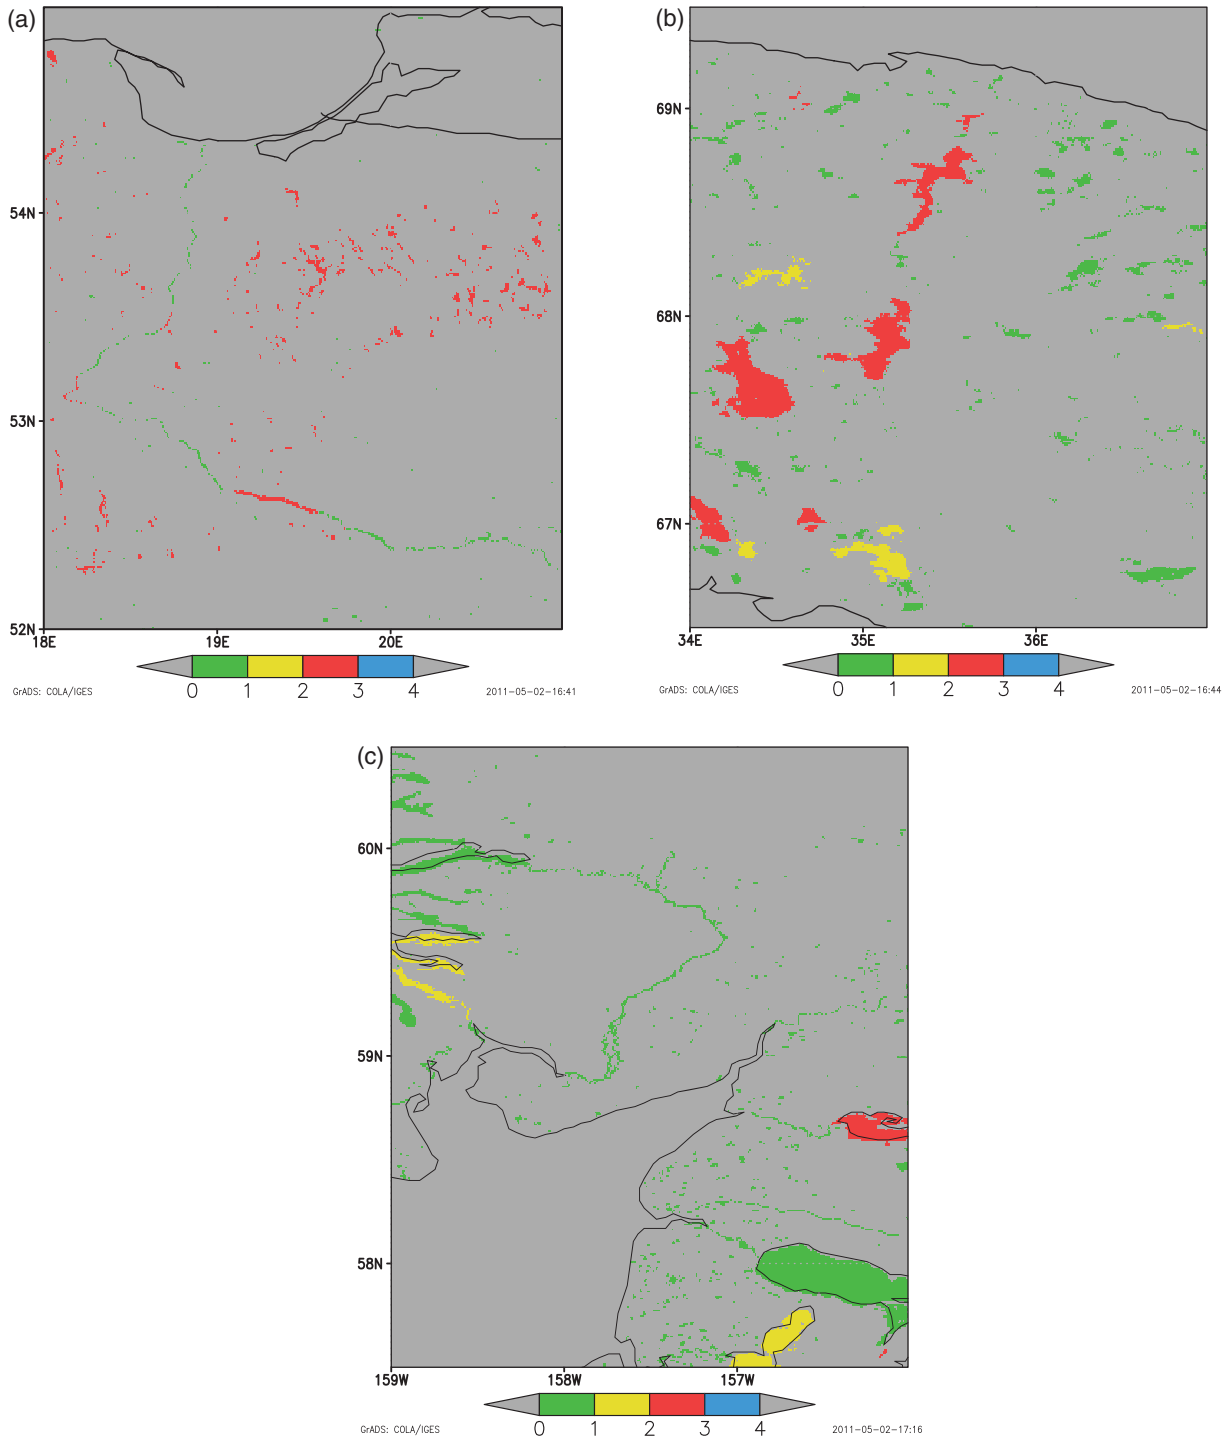 (a)
54N
53N
52N
18E 19E 20E
0 1 2 3 4
GrADS: COLA/IGES 2011-05-02-16:41
(b)
69N
68N
67N
34E 35E 36E
0 1 2 3 4
GrADS: COLA/IGES 2011-05-02-16:44
(c)
60N
59N
58N
159W 158W 157W
0 1 2 3 4
GrADS: COLA/IGES 2011-05-02-17:16